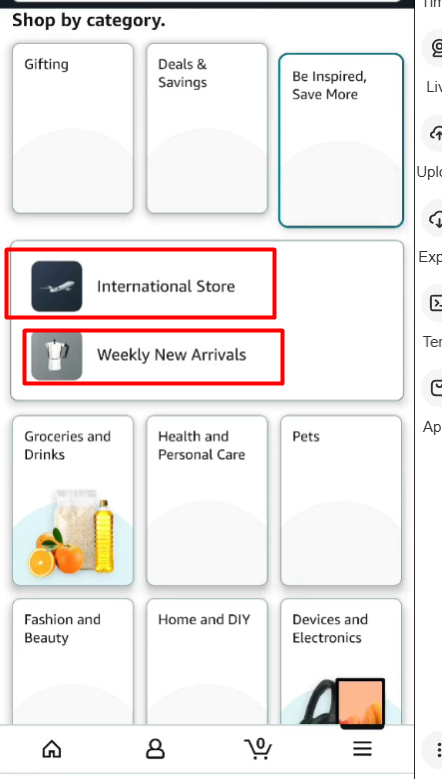 Shop by category.
Gifting
Deals &
Savings
Be Inspired,
Save More
International Store
Weekly New Arrivals
Groceries and
Drinks
Health and
Personal Care
Pets
Fashion and
Beauty
Home and DIY
Devices and
Electronics
0